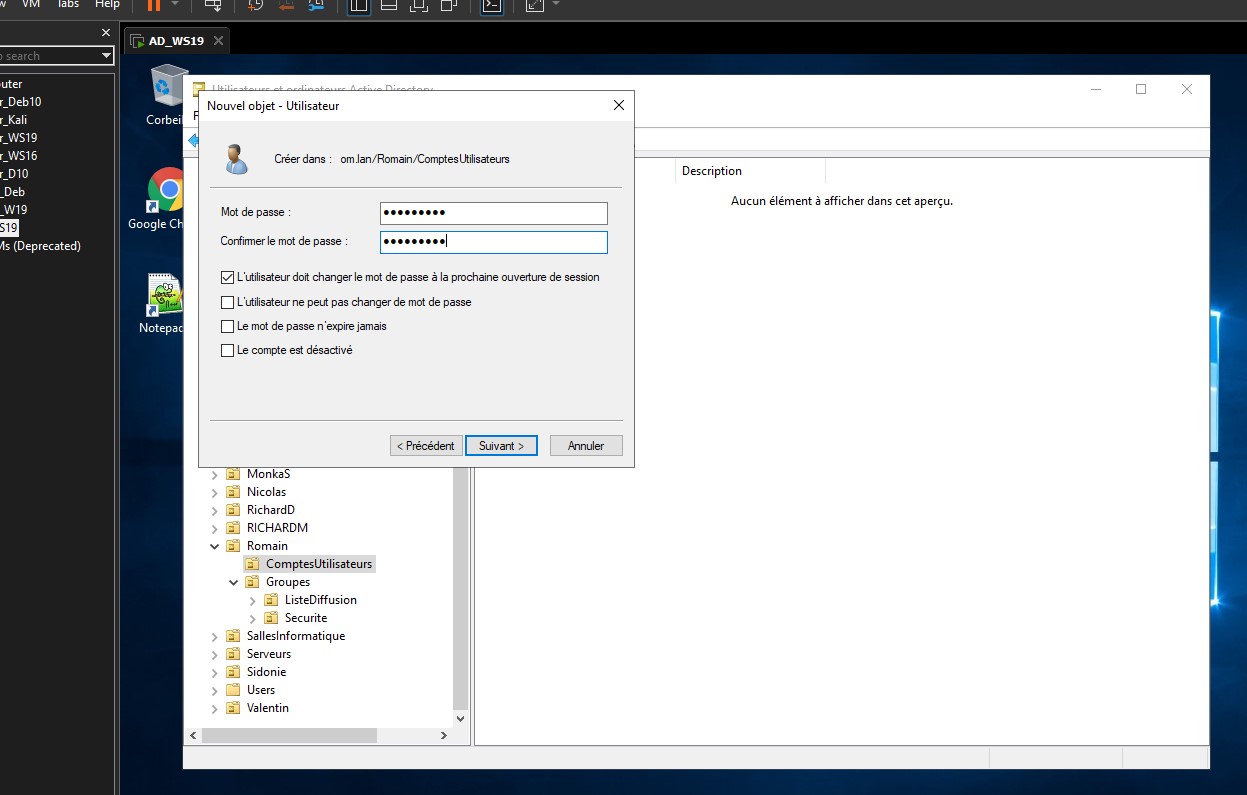 VM Tabs Help
AD_WS19
search
Utilisateurs et ordinateurs Active Directory
Nouvel objet - Utilisateur
Créer dans : om.lan/Romain/ComptesUtilisateurs
Mot de passe : ●●●●●●●●●
Confirmer le mot de passe : ●●●●●●●●●
L'utilisateur doit changer le mot de passe à la prochaine ouverture de session
L'utilisateur ne peut pas changer de mot de passe
Le mot de passe n'expire jamais
Le compte est désactivé
< Précédent
Suivant >
Annuler
Description
Aucun élément à afficher dans cet aperçu.
MonkaS
Nicolas
RichardD
RICHARDM
Romain
ComptesUtilisateurs
Groupes
ListeDiffusion
Securite
SallesInformatique
Serveurs
Sidonie
Users
Valentin
uter
r_Deb10
r_Kali
r_WS19
r_WS16
r_D10
_Deb
_W19
S19
Ms (Deprecated)
Corbei
Google Ch
Notepad